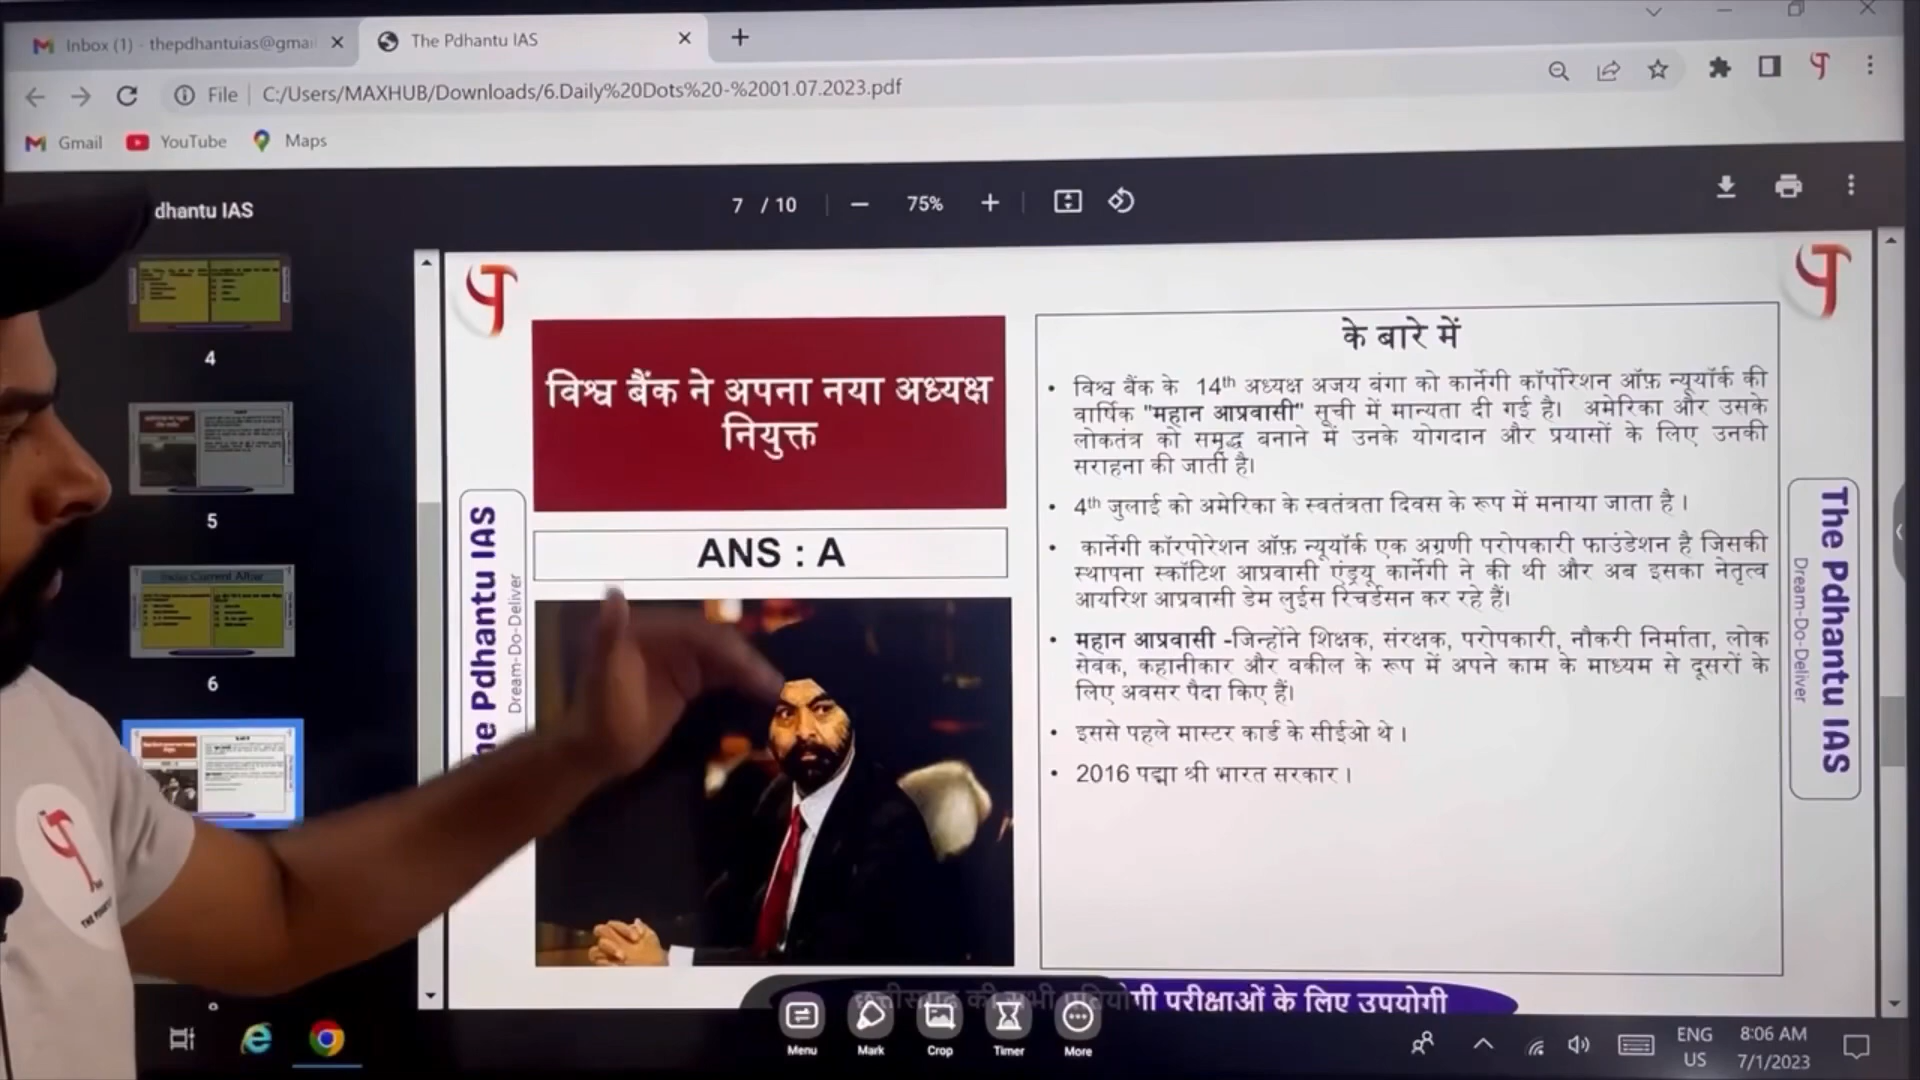 Inbox (1) - thepdhantuias@gmai
The Pdhantu IAS
File
C:/Users/MAXHUB/Downloads/6.Daily%20Dots%20-%2001.07.2023.pdf
Gmail
YouTube
Maps
dhantu IAS
7 / 10
75%
4
5
India Current Affair
6
विश्व बैंक ने अपना नया अध्यक्ष
नियुक्त
ANS : A
The Pdhantu IAS
Dream-Do-Deliver
के बारे में
• विश्व बैंक के 14th अध्यक्ष अजय बंगा को कार्नेगी कॉर्पोरेशन ऑफ़ न्यूयॉर्क की
वार्षिक "महान आप्रवासी" सूची में मान्यता दी गई है। अमेरिका और उसके
लोकतंत्र को समृद्ध बनाने में उनके योगदान और प्रयासों के लिए उनकी
सराहना की जाती है।
• 4th जुलाई को अमेरिका के स्वतंत्रता दिवस के रूप में मनाया जाता है ।
• कार्नेगी कॉरपोरेशन ऑफ़ न्यूयॉर्क एक अग्रणी परोपकारी फाउंडेशन है जिसकी
स्थापना स्कॉटिश आप्रवासी एंड्रयू कार्नेगी ने की थी और अब इसका नेतृत्व
आयरिश आप्रवासी डेम लुईस रिचर्डसन कर रहे हैं।
• महान आप्रवासी -जिन्होंने शिक्षक, संरक्षक, परोपकारी, नौकरी निर्माता, लोक
सेवक, कहानीकार और वकील के रूप में अपने काम के माध्यम से दूसरों के
लिए अवसर पैदा किए हैं।
• इससे पहले मास्टर कार्ड के सीईओ थे ।
• 2016 पद्मा श्री भारत सरकार ।
The Pdhantu IAS
Dream-Do-Deliver
की सभी
परीक्षाओं के लिए उपयोगी
Menu
Mark
Crop
Timer
More
ENG
US
8:06 AM
7/1/2023